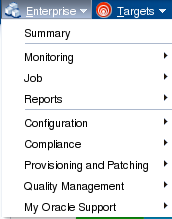 Enterprise Targets
Summary
Monitoring
Job
Reports
Configuration
Compliance
Provisioning and Patching
Quality Management
My Oracle Support